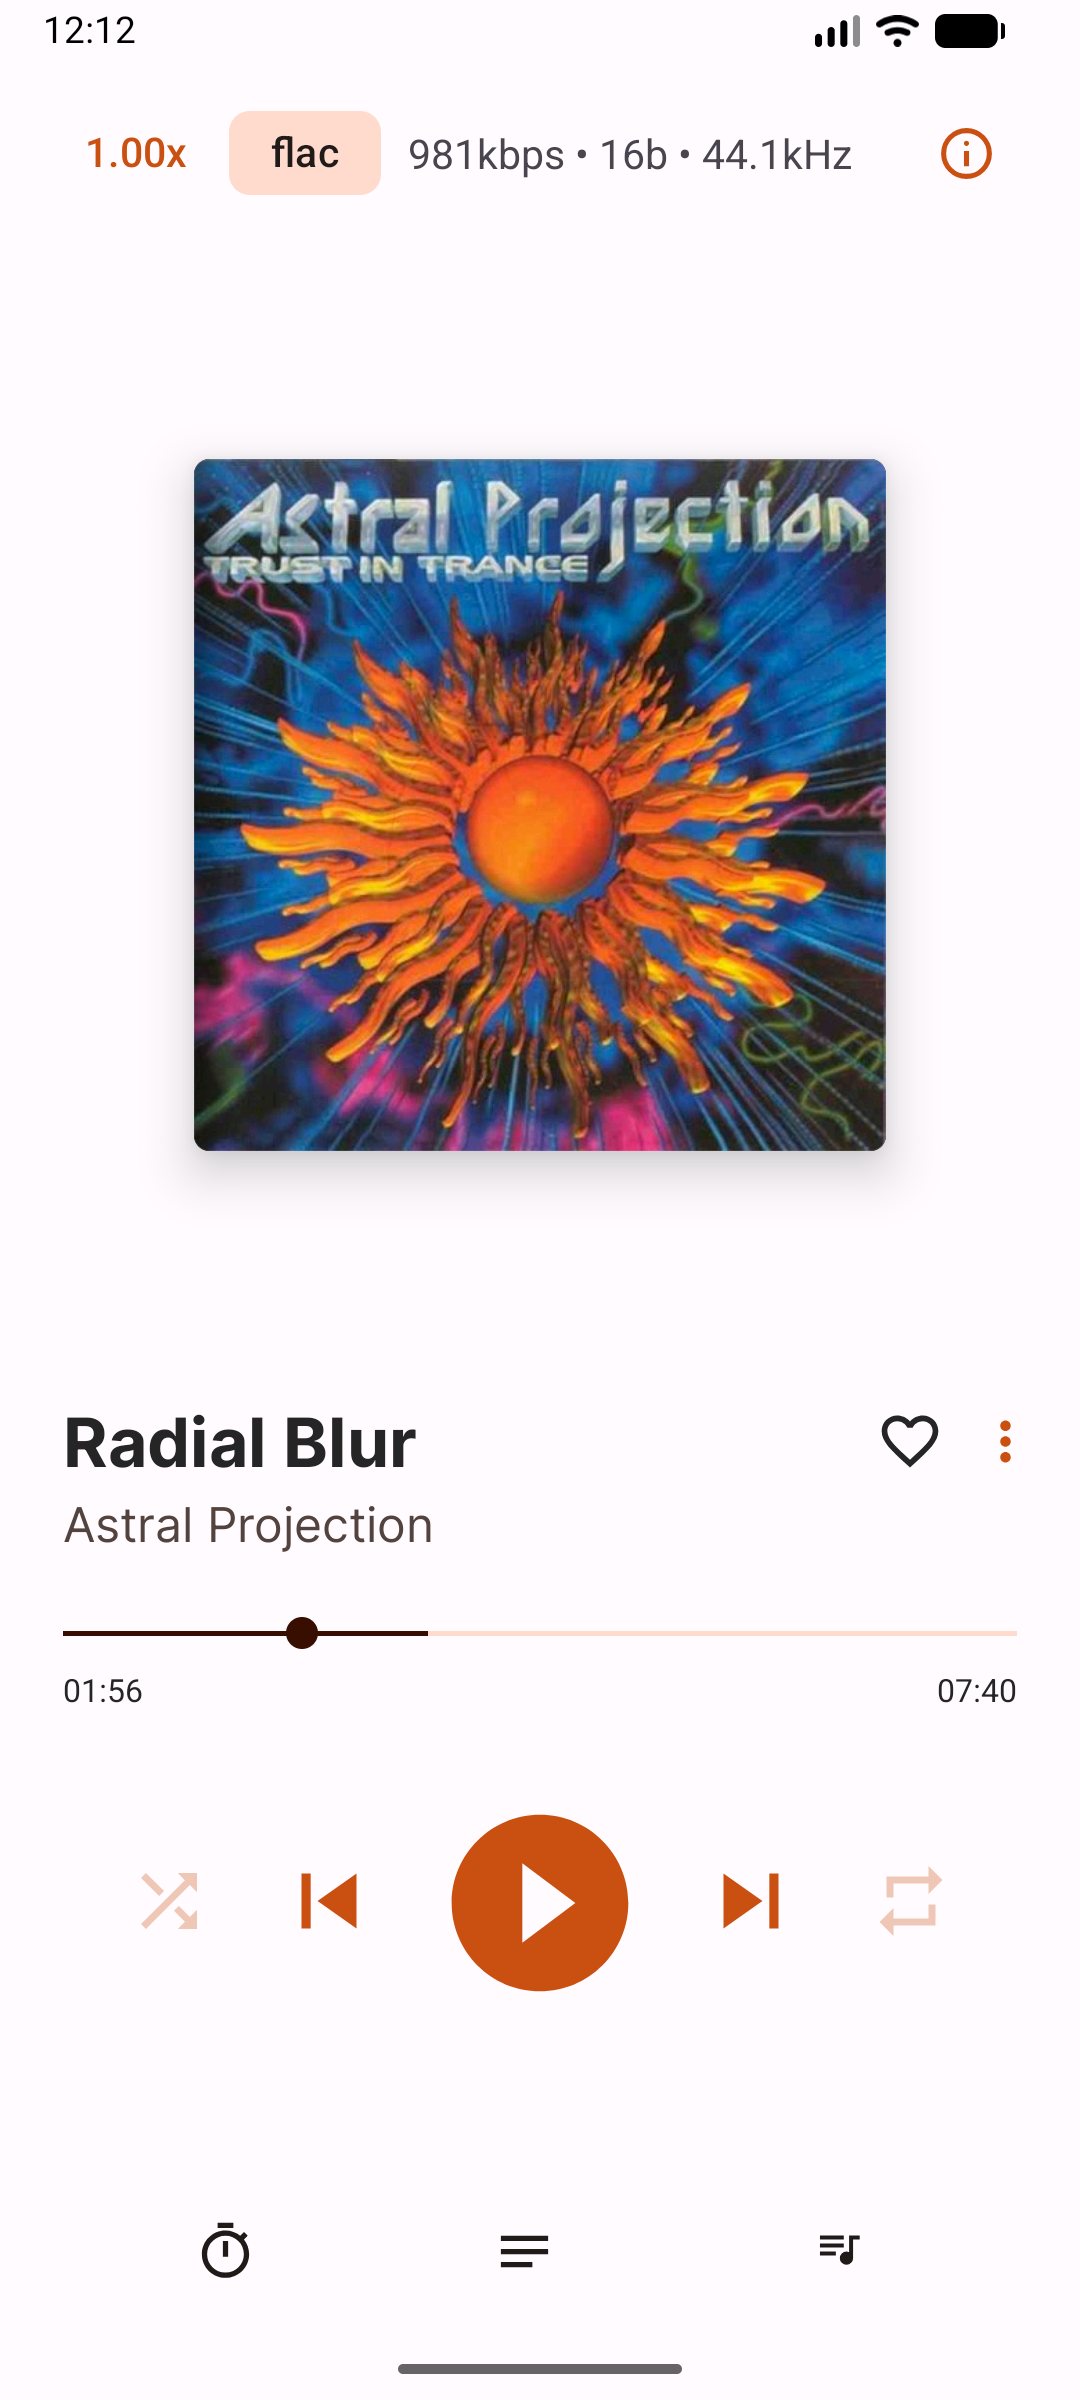 12:12
1.00x flac 981kbps • 16b • 44.1kHz
Astral Projection
TRUST IN TRANCE
Radial Blur
Astral Projection
01:56 07:40